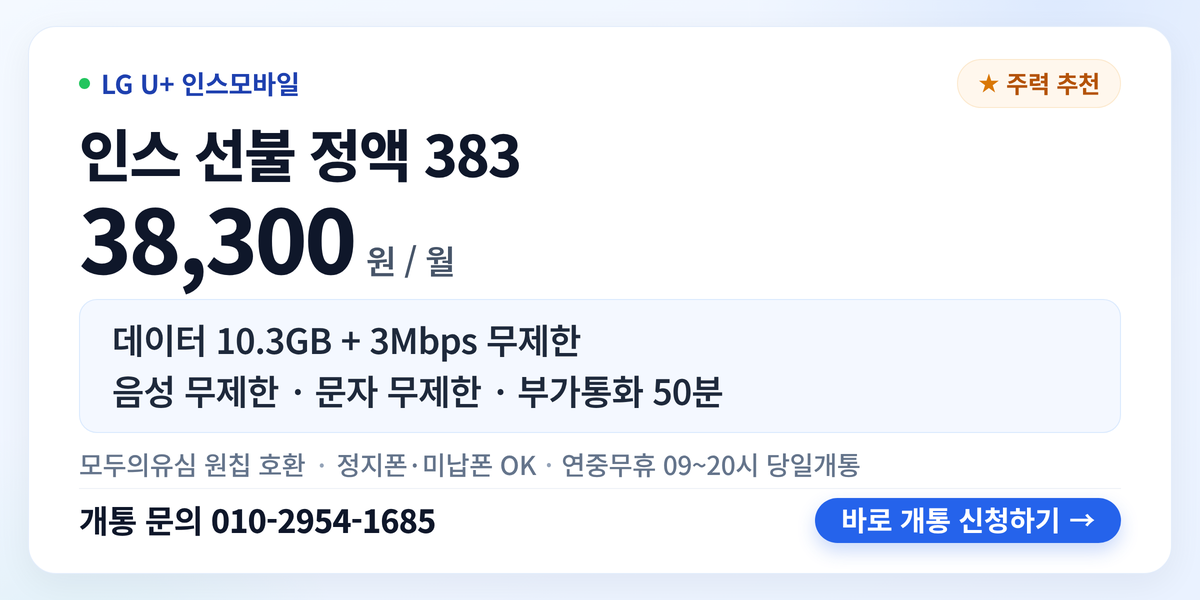 LG U+ 인스모바일
★ 주력 추천
인스 선불 정액 383
38,300 원 / 월
데이터 10.3GB + 3Mbps 무제한
음성 무제한 · 문자 무제한 · 부가통화 50분
모두의유심 원칩 호환 · 정지폰·미납폰 OK · 연중무휴 09~20시 당일개통
개통 문의 010-2954-1685
바로 개통 신청하기 →